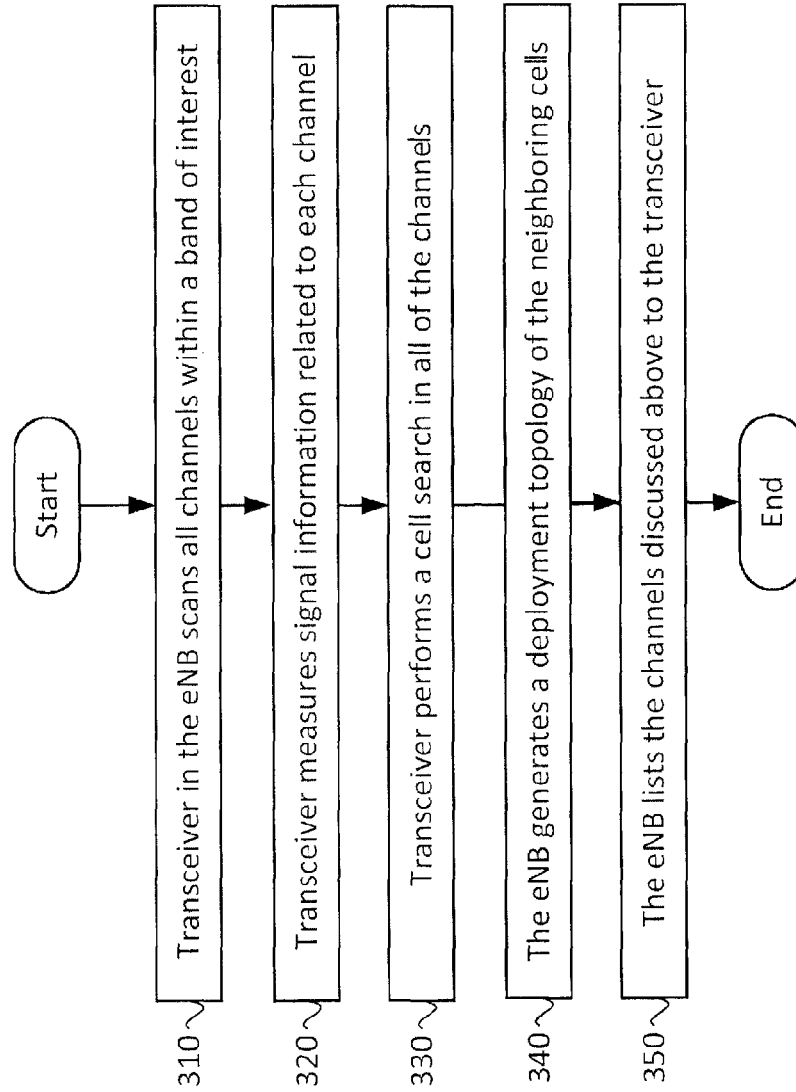 Start
310 Transceiver in the eNB scans all channels within a band of interest
320 Transceiver measures signal information related to each channel
330 Transceiver performs a cell search in all of the channels
340 The eNB generates a deployment topology of the neighboring cells
350 The eNB lists the channels discussed above to the transceiver
End